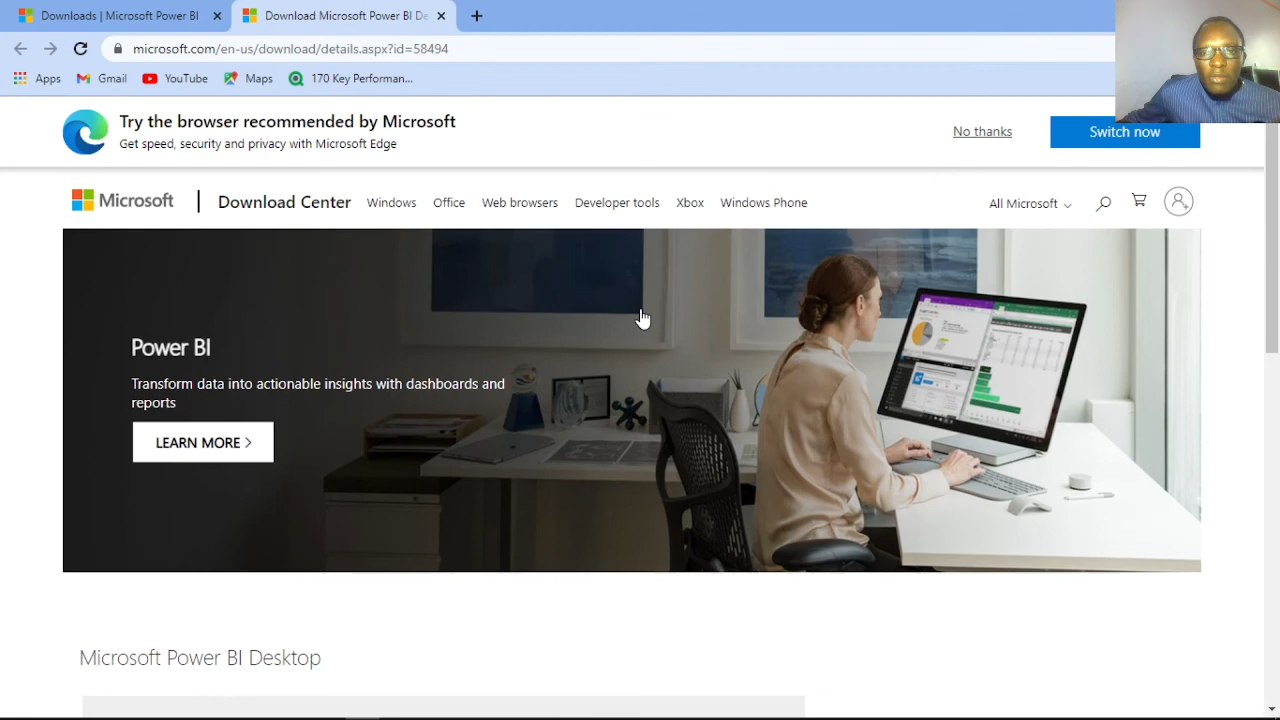 Downloads | Microsoft Power BI
Download Microsoft Power BI De
microsoft.com/en-us/download/details.aspx?id=58494
Apps
Gmail
YouTube
Maps
170 Key Performan...
Try the browser recommended by Microsoft
Get speed, security and privacy with Microsoft Edge
No thanks
Switch now
Microsoft
Download Center
Windows
Office
Web browsers
Developer tools
Xbox
Windows Phone
All Microsoft
Power BI
Transform data into actionable insights with dashboards and
reports
LEARN MORE >
Microsoft Power BI Desktop